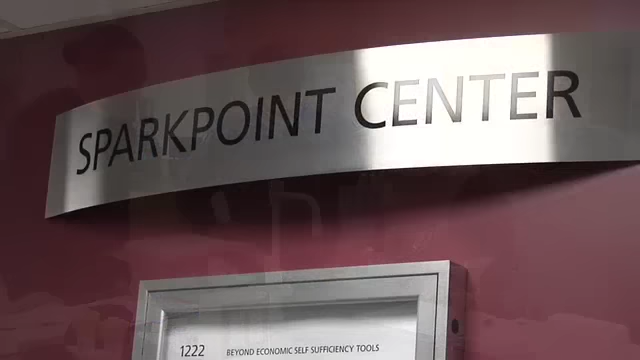 SPARKPOINT CENTER
1222 BEYOND ECONOMIC SELF SUFFICIENCY TOOLS